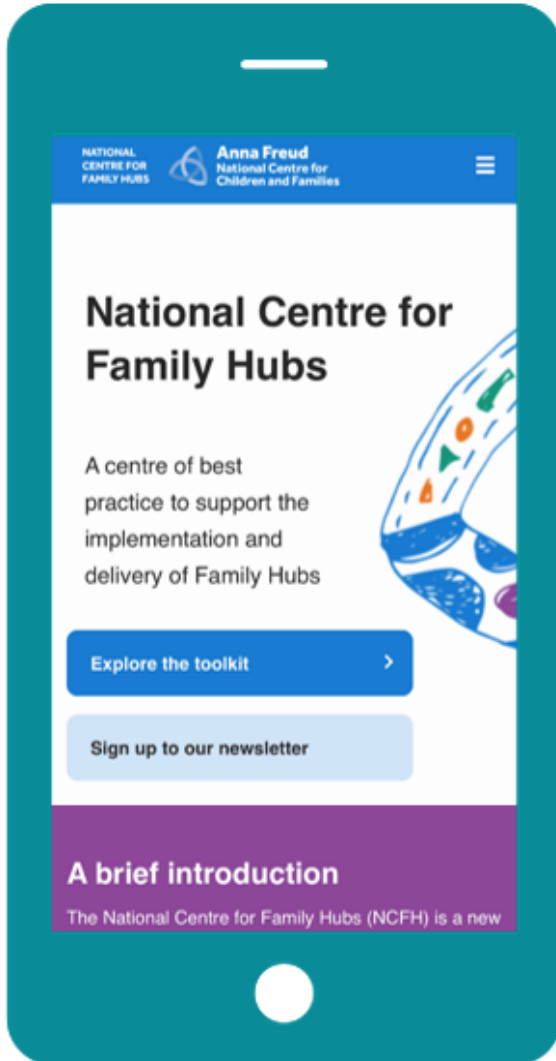 NATIONAL
CENTRE FOR
FAMILY HUBS
Anna Freud
National Centre for
Children and Families
National Centre for
Family Hubs
A centre of best
practice to support the
implementation and
delivery of Family Hubs
Explore the toolkit
Sign up to our newsletter
A brief introduction
The National Centre for Family Hubs (NCFH) is a new